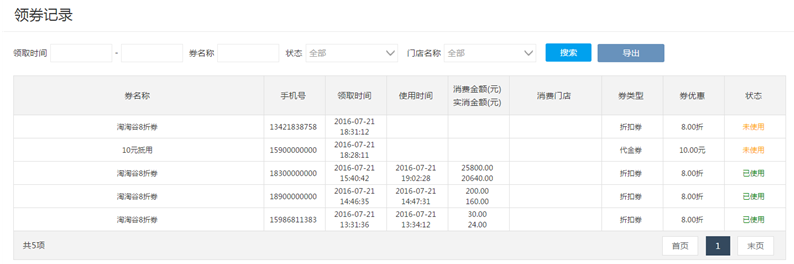 领券记录
领取时间 - 券名称 状态 全部 门店名称 全部 搜索 导出
券名称 手机号 领取时间 使用时间 消费金额(元) 实消金额(元) 消费门店 券类型 券优惠 状态
淘淘谷8折券 13421838758 2016-07-21 18:31:12 折扣券 8.00折 未使用
10元抵用 15900000000 2016-07-21 18:28:11 代金券 10.00元 未使用
淘淘谷8折券 18300000000 2016-07-21 15:40:42 2016-07-21 19:02:28 25800.00 20640.00 折扣券 8.00折 已使用
淘淘谷8折券 18900000000 2016-07-21 14:46:35 2016-07-21 14:47:31 200.00 160.00 折扣券 8.00折 已使用
淘淘谷8折券 15986811383 2016-07-21 13:31:36 2016-07-21 13:34:12 30.00 24.00 折扣券 8.00折 已使用
共5项 首页 1 末页